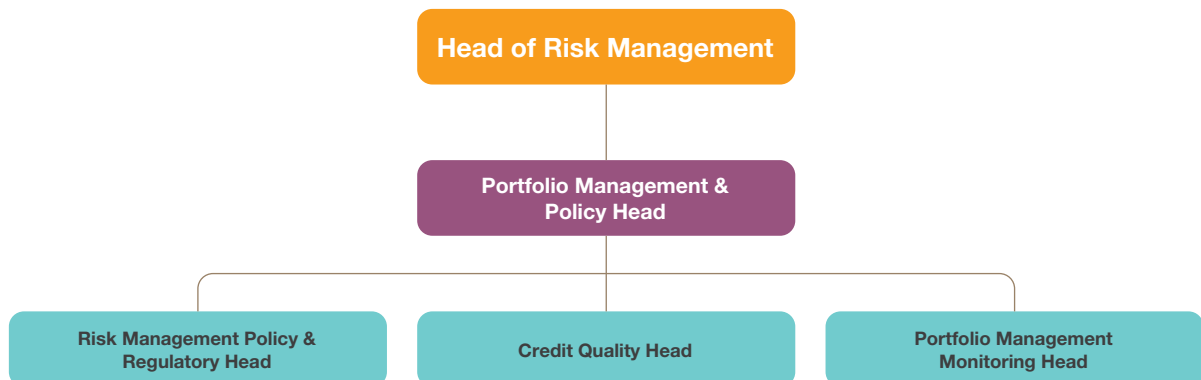 Head of Risk Management
Portfolio Management &
Policy Head
Risk Management Policy &
Regulatory Head
Credit Quality Head
Portfolio Management
Monitoring Head